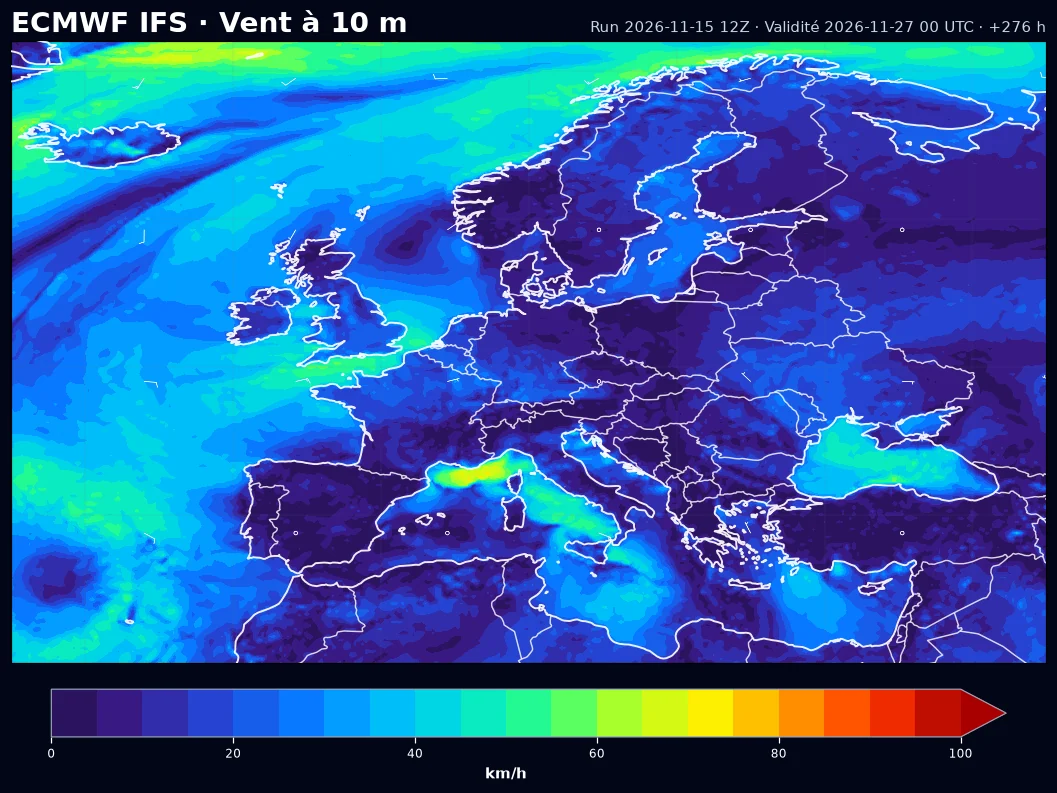 ECMWF IFS · Vent à 10 m
Run 2026-11-15 12Z · Validité 2026-11-27 00 UTC · +276 h
0 20 40 60 80 100
km/h